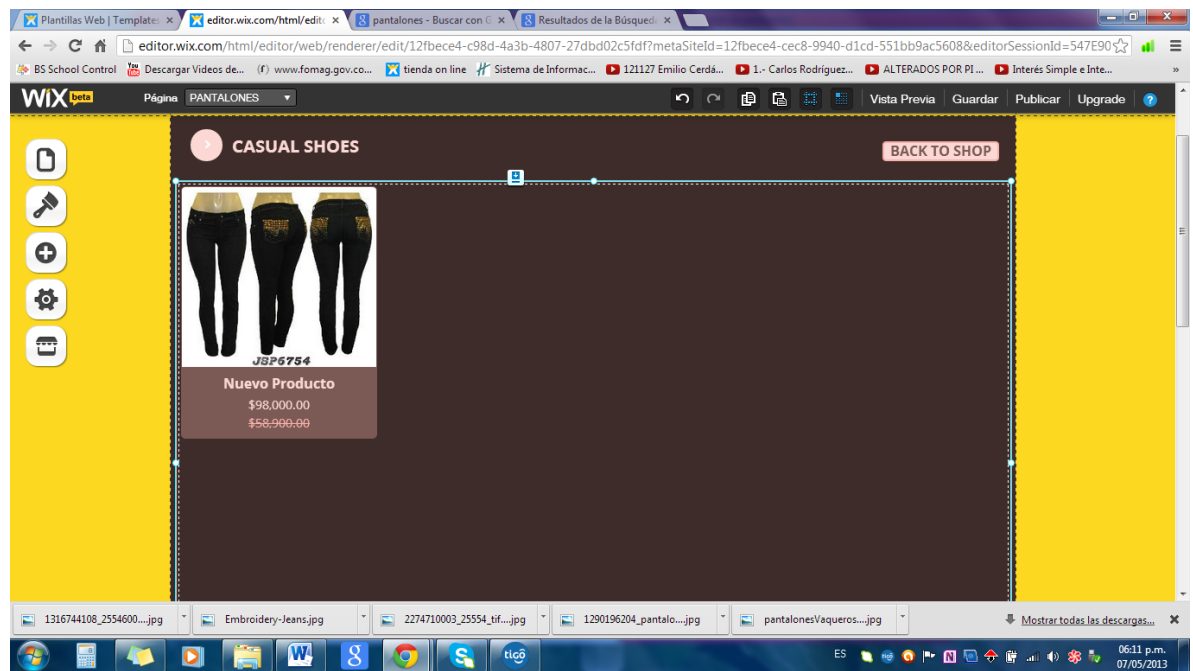 Plantillas Web | Templates
editor.wix.com/html/edito
pantalones - Buscar con G
Resultados de la Búsqueda
editor.wix.com/html/editor/web/renderer/edit/12fbece4-c98d-4a3b-4807-27dbd02c5fdf?metaSiteId=12fbece4-cec8-9940-d1cd-551bb9ac5608&editorSessionId=547E90
BS School Control
Descargar Videos de...
www.fomag.gov.co...
tienda on line
Sistema de Informac...
121127 Emilio Cerdá...
1.- Carlos Rodríguez...
ALTERADOS POR PI ...
Interés Simple e Inte...
»
WiX beta
Página
PANTALONES
Vista Previa
Guardar
Publicar
Upgrade
?
CASUAL SHOES
BACK TO SHOP
JSP6754
Nuevo Producto
$98,000.00
$58,900.00
1316744108_2554600....jpg
Embroidery-Jeans.jpg
2274710003_25554_tif....jpg
1290196204_pantalo....jpg
pantalonesVaqueros....jpg
Mostrar todas las descargas...
tigo
ES
06:11 p.m.
07/05/2013